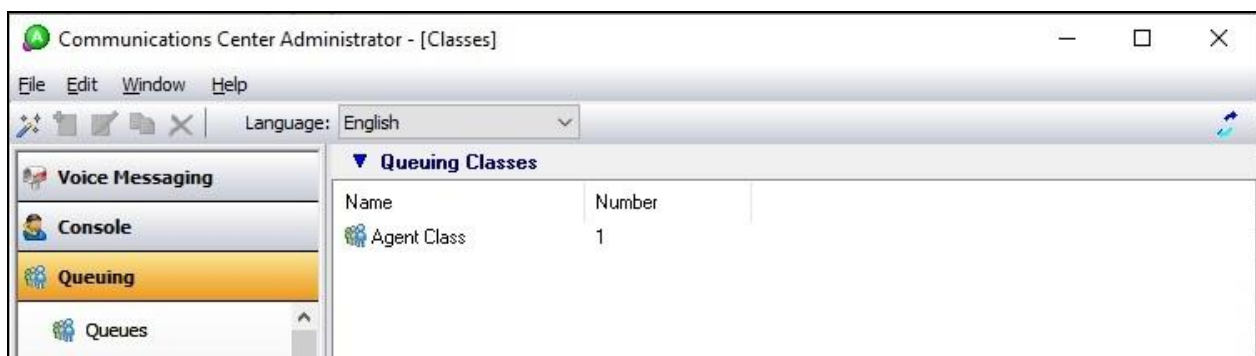 Communications Center Administrator - [Classes]
File Edit Window Help
Language: English
Voice Messaging
Console
Queuing
Queues
Queuing Classes
Name Number
Agent Class 1